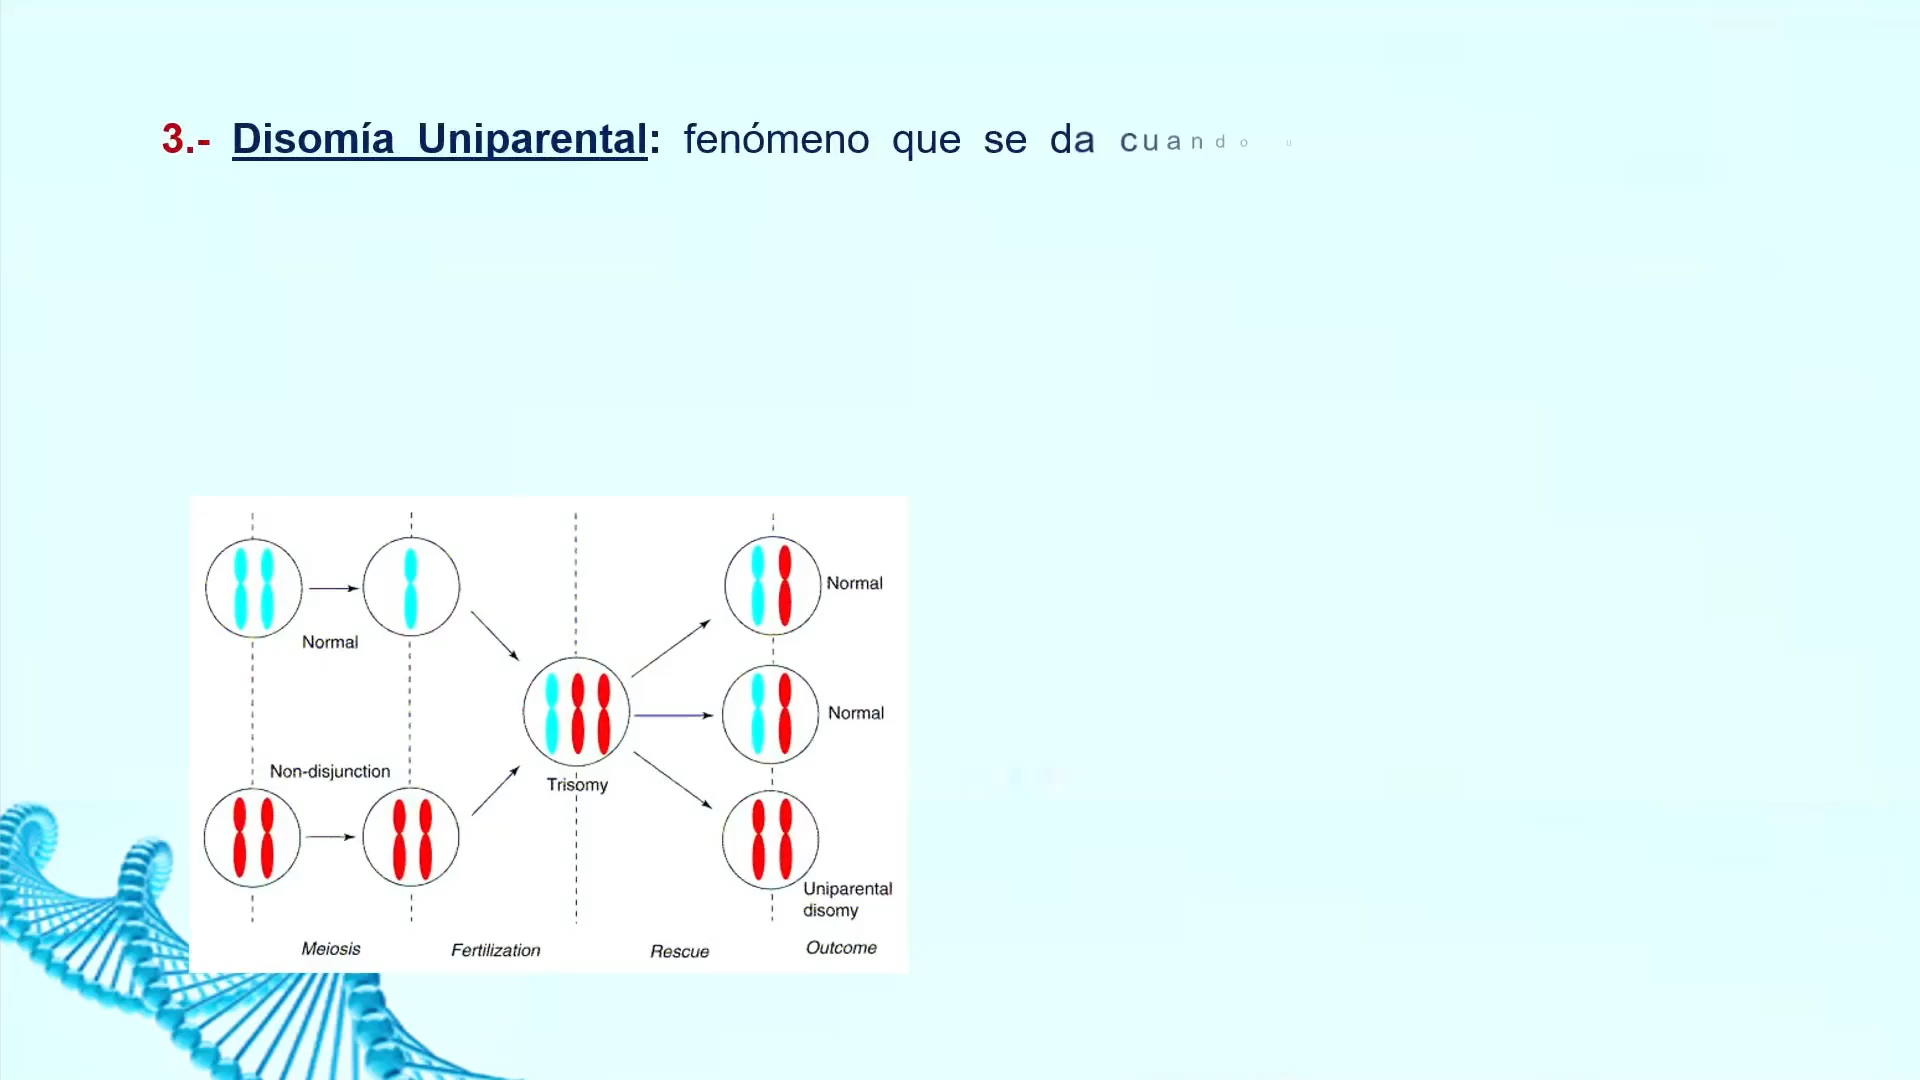 3.- Disomía Uniparental: fenómeno que se da cuando u
Normal
Normal
Normal
Non-disjunction
Trisomy
Uniparental
disomy
Meiosis Fertilization Rescue Outcome